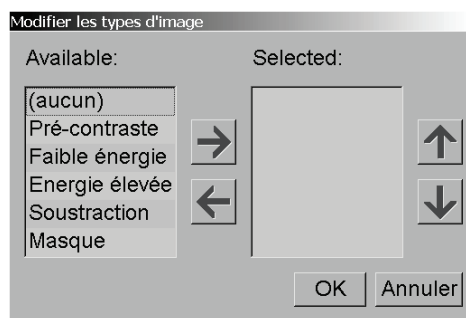 Modifier les types d'image
Available: Selected:
(aucun)
Pré-contraste
Faible énergie
Energie élevée
Soustraction
Masque
OK Annuler